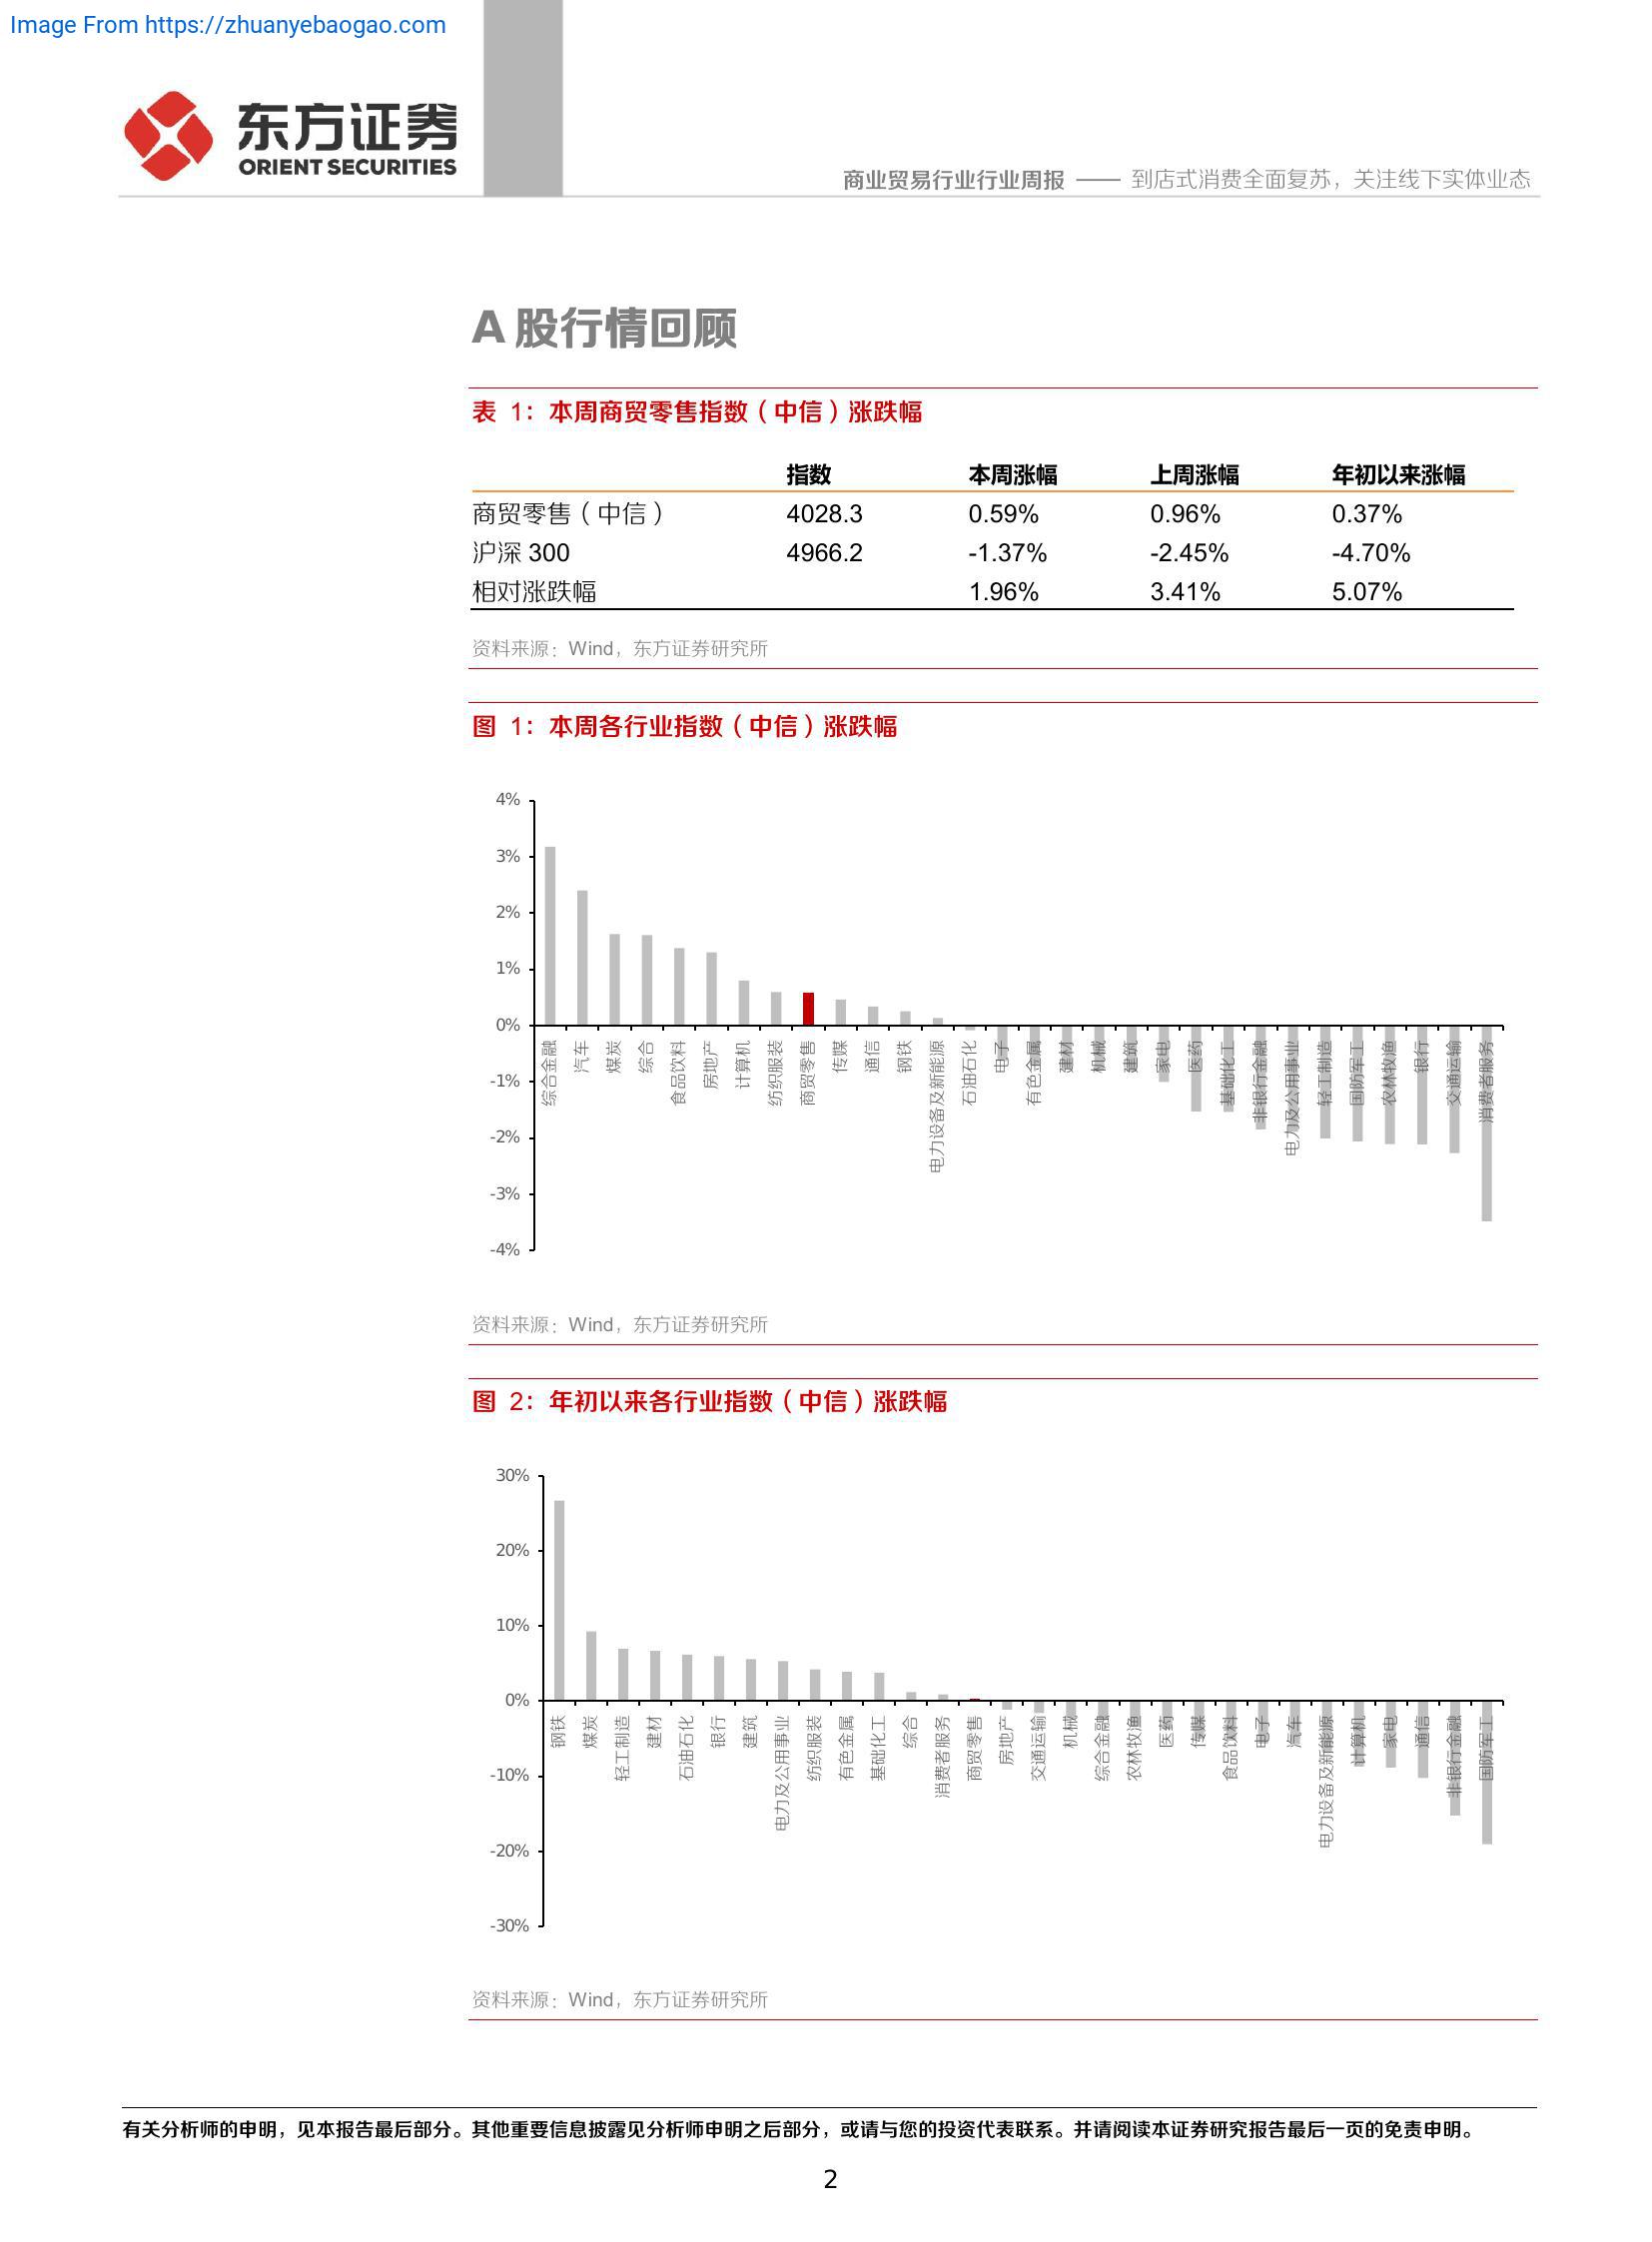 Image From https://zhuanyebaogao.com
东方证券
ORIENT SECURITIES
商业贸易行业行业周报 —— 到店式消费全面复苏，关注线下实体业态
A 股行情回顾
表 1：本周商贸零售指数（中信）涨跌幅
指数 本周涨幅 上周涨幅 年初以来涨幅
商贸零售（中信） 4028.3 0.59% 0.96% 0.37%
沪深 300 4966.2 -1.37% -2.45% -4.70%
相对涨跌幅 1.96% 3.41% 5.07%
资料来源：Wind，东方证券研究所
图 1：本周各行业指数（中信）涨跌幅
4%
3%
2%
1%
0%
-1%
-2%
-3%
-4%
综合金融
汽车
煤炭
综合
食品饮料
房地产
计算机
纺织服装
商贸零售
传媒
通信
钢铁
电力设备及新能源
石油石化
电子
有色金属
建材
机械
建筑
家电
医药
基础化工
非银行金融
电力及公用事业
轻工制造
国防军工
农林牧渔
银行
交通运输
消费者服务
资料来源：Wind，东方证券研究所
图 2：年初以来各行业指数（中信）涨跌幅
30%
20%
10%
0%
-10%
-20%
-30%
钢铁
煤炭
轻工制造
建材
石油石化
银行
建筑
电力及公用事业
纺织服装
有色金属
基础化工
综合
消费者服务
商贸零售
房地产
交通运输
机械
综合金融
农林牧渔
医药
传媒
食品饮料
电子
汽车
电力设备及新能源
计算机
家电
通信
非银行金融
国防军工
资料来源：Wind，东方证券研究所
有关分析师的申明，见本报告最后部分。其他重要信息披露见分析师申明之后部分，或请与您的投资代表联系。并请阅读本证券研究报告最后一页的免责申明。
2